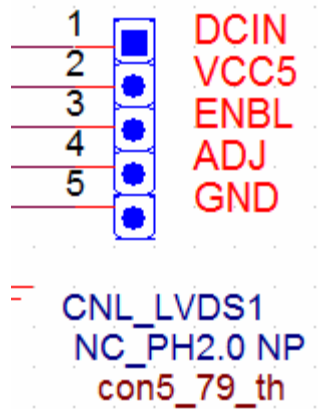 1 DCIN
2 VCC5
3 ENBL
4 ADJ
5 GND
CNL_LVDS1
NC_PH2.0 NP
con5_79_th